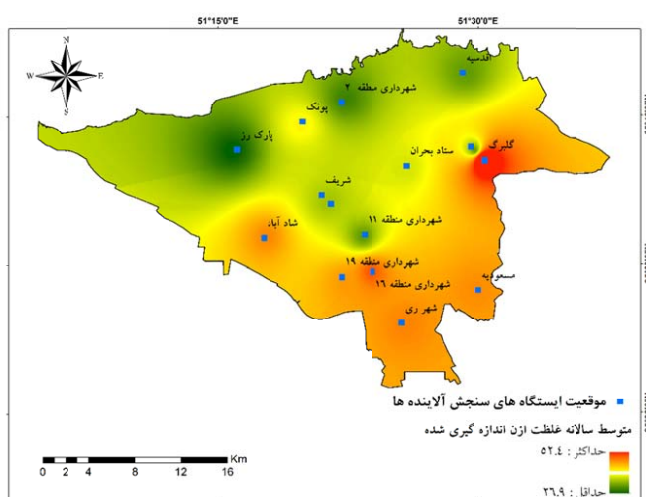 51°15'0"E
51°30'0"E
N
W
E
S
اقدسیه
شهرداری منطقه ۲
پونک
پارک رز
ستاد بحران
گلبرگ
شریف
شهرداری منطقه ۱۱
شاد آباد
شهرداری منطقه ۱۹
شهرداری منطقه ۱۶
مسعودیه
شهر ری
موقعیت ایستگاه های سنجش آلاینده ها
متوسط سالانه غلظت ازن اندازه گیری شده
حداکثر : ۵۲.۴
حداقل : ۲۶.۹
Km
0 2 4 8 12 16